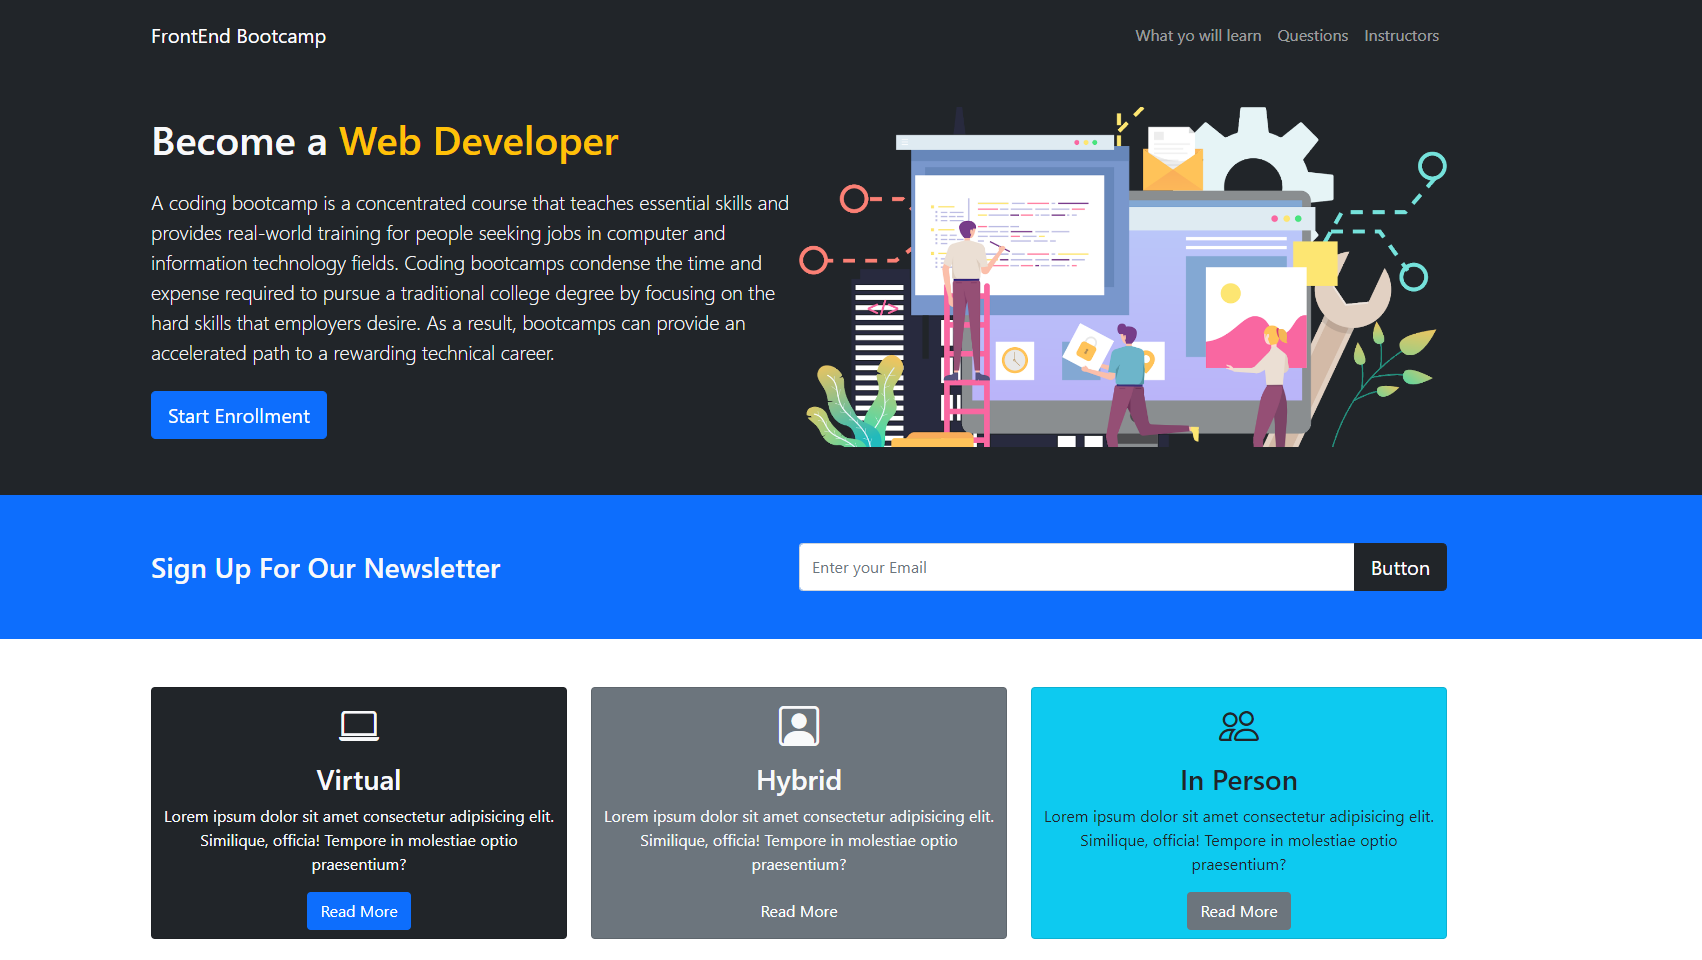 FrontEnd Bootcamp
What yo will learn Questions Instructors
Become a Web Developer
A coding bootcamp is a concentrated course that teaches essential skills and
provides real-world training for people seeking jobs in computer and
information technology fields. Coding bootcamps condense the time and
expense required to pursue a traditional college degree by focusing on the
hard skills that employers desire. As a result, bootcamps can provide an
accelerated path to a rewarding technical career.
Start Enrollment
</>
Sign Up For Our Newsletter
Enter your Email
Button
Virtual
Lorem ipsum dolor sit amet consectetur adipisicing elit.
Similique, officia! Tempore in molestiae optio
praesentium?
Read More
Hybrid
Lorem ipsum dolor sit amet consectetur adipisicing elit.
Similique, officia! Tempore in molestiae optio
praesentium?
Read More
In Person
Lorem ipsum dolor sit amet consectetur adipisicing elit.
Similique, officia! Tempore in molestiae optio
praesentium?
Read More